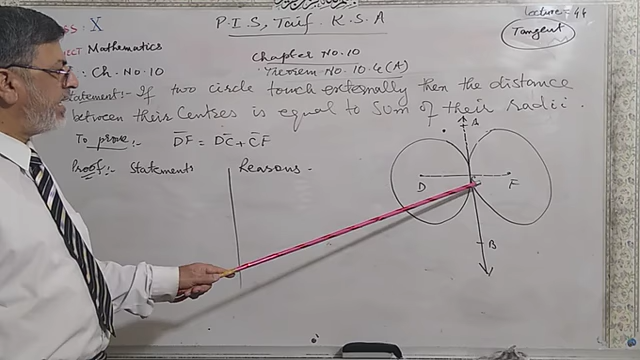 P.I.S, Taif. K.S.A
Lecture = 44
Tangent
SS : X
JECT Mathematics
: Ch. No. 10
Chapter No. 10
Theorem No. 10.4(A)
Statement:- If two circle touch externally then the distance
between their Centres is equal to Sum of their radii.
To prove:- DF = DC + CF
Proof:- Statements
Reasons -
A
D
F
B